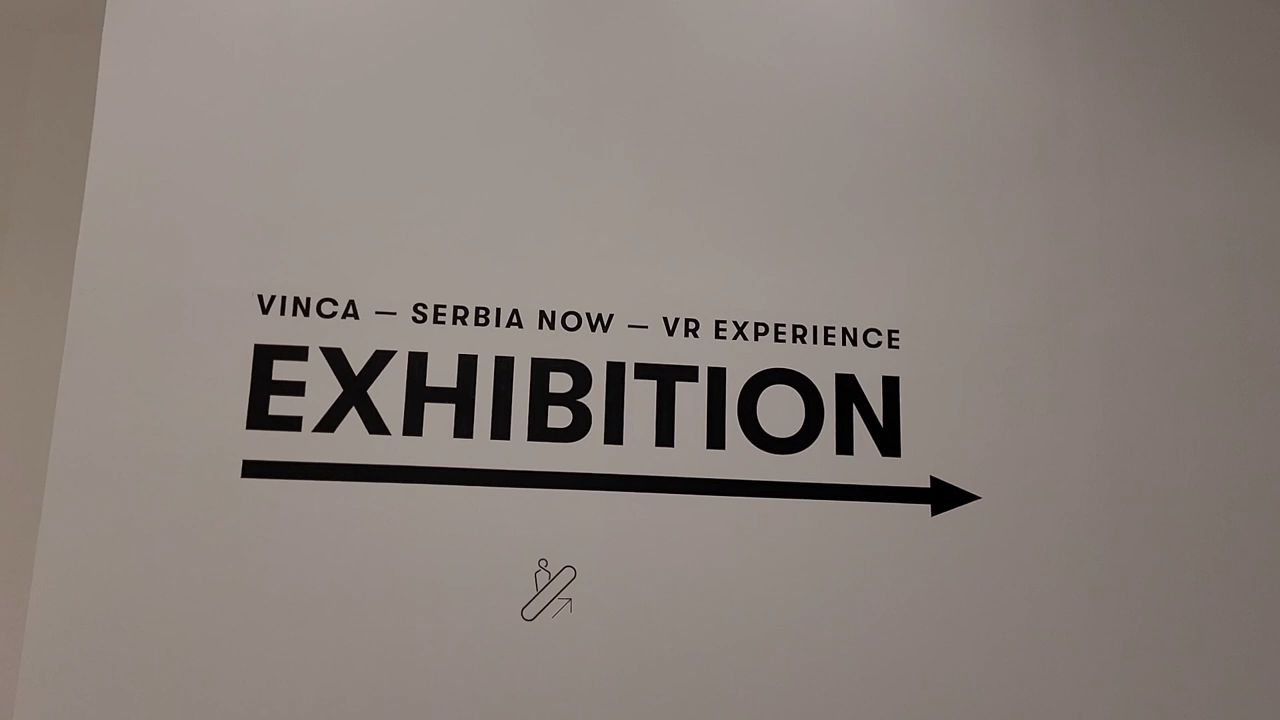 VINCA — SERBIA NOW — VR EXPERIENCE
EXHIBITION